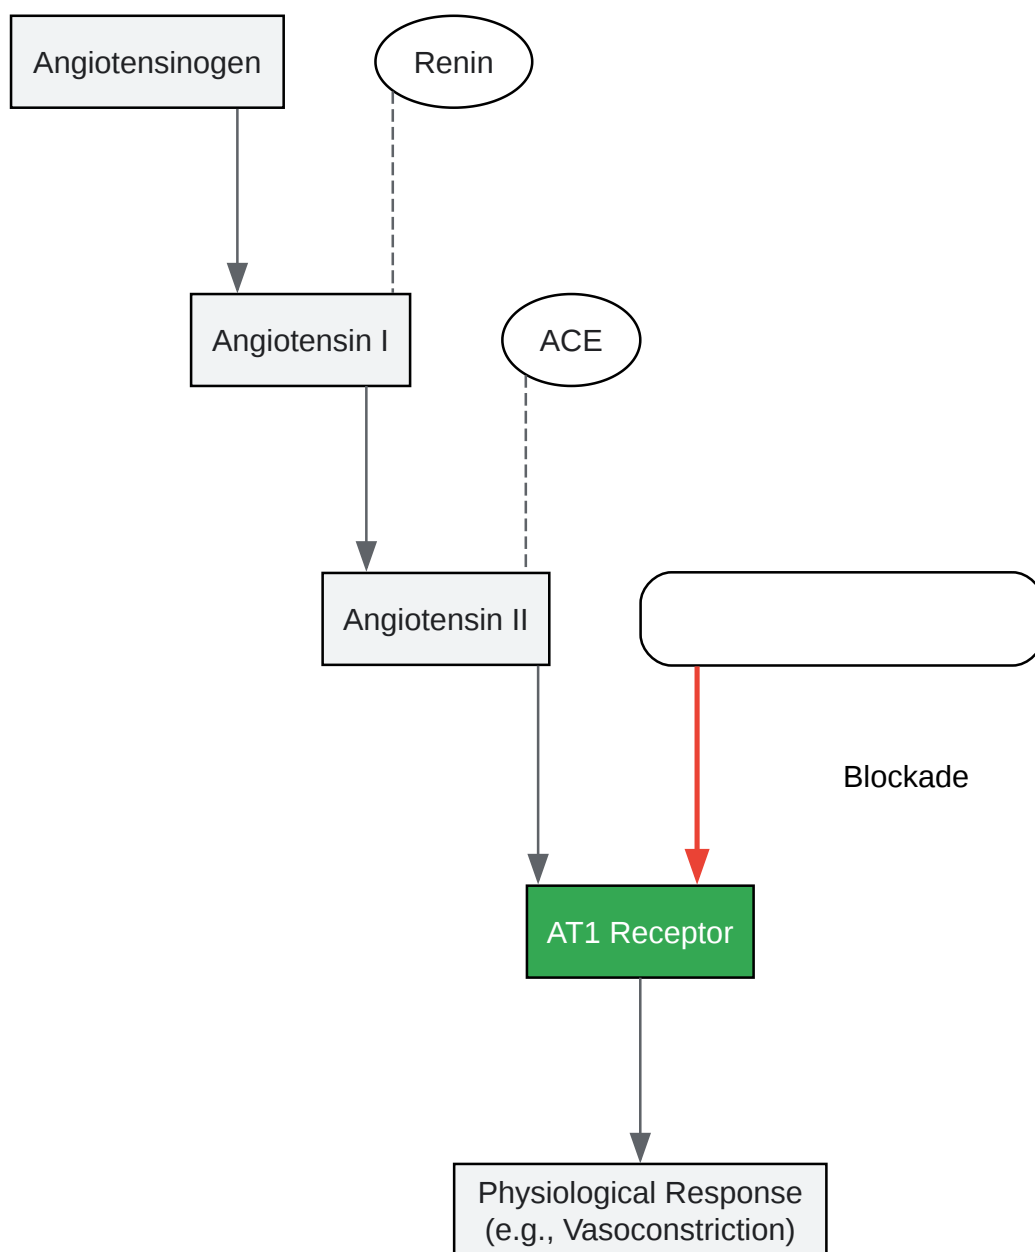 Angiotensinogen
Renin
Angiotensin I
ACE
Angiotensin II
Blockade
AT1 Receptor
Physiological Response
(e.g., Vasoconstriction)